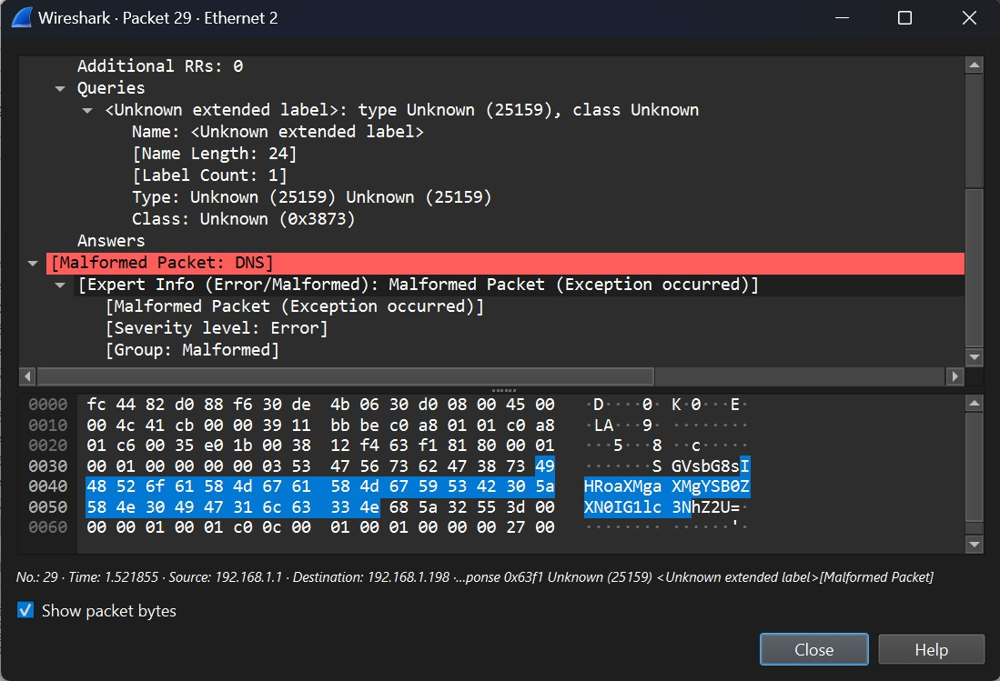 Wireshark · Packet 29 · Ethernet 2
Additional RRs: 0
Queries
<Unknown extended label>: type Unknown (25159), class Unknown
Name: <Unknown extended label>
[Name Length: 24]
[Label Count: 1]
Type: Unknown (25159) Unknown (25159)
Class: Unknown (0x3873)
Answers
[Malformed Packet: DNS]
[Expert Info (Error/Malformed): Malformed Packet (Exception occurred)]
[Malformed Packet (Exception occurred)]
[Severity level: Error]
[Group: Malformed]
0000 fc 44 82 d0 88 f6 30 de 4b 06 30 d0 08 00 45 00 ·D····0· K·0···E·
0010 00 4c 41 cb 00 00 39 11 bb be c0 a8 01 01 c0 a8 ·LA···9· ········
0020 01 c6 00 35 e0 1b 00 38 12 f4 63 f1 81 80 00 01 ···5···8 ··c·····
0030 00 01 00 00 00 00 03 53 47 56 73 62 47 38 73 49 ·······S GVsbG8sI
0040 48 52 6f 61 58 4d 67 61 58 4d 67 59 53 42 30 5a HRoaXMga XMgYSB0Z
0050 58 4e 30 49 47 31 6c 63 33 4e 68 5a 32 55 3d 00 XN0IG1lc 3NhZ2U=·
0060 00 00 01 00 01 c0 0c 00 01 00 01 00 00 00 27 00 ········ ······'·
No.: 29 · Time: 1.521855 · Source: 192.168.1.1 · Destination: 192.168.1.198 ·…ponse 0x63f1 Unknown (25159) <Unknown extended label>[Malformed Packet]
Show packet bytes
Close
Help